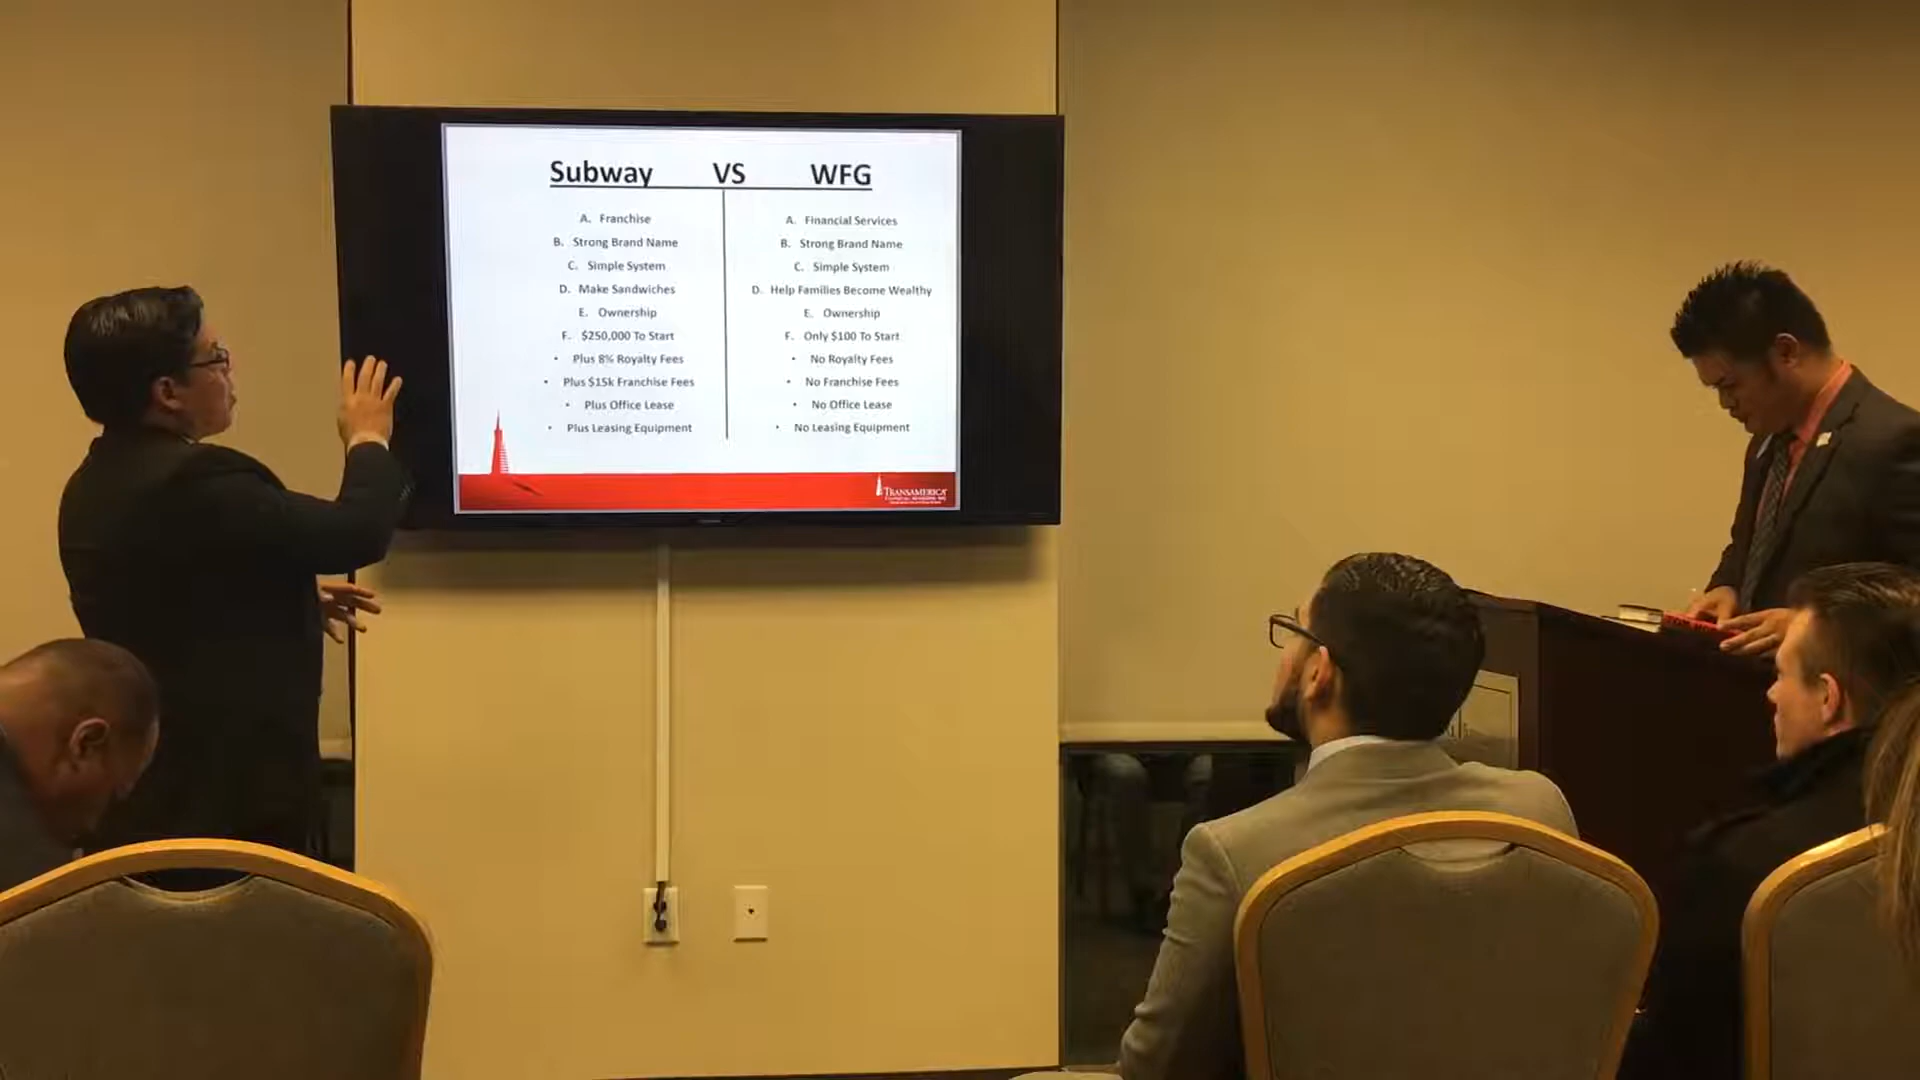 Subway VS WFG
A. Franchise
B. Strong Brand Name
C. Simple System
D. Make Sandwiches
E. Ownership
F. $250,000 To Start
• Plus 8% Royalty Fees
• Plus $15k Franchise Fees
• Plus Office Lease
• Plus Leasing Equipment
A. Financial Services
B. Strong Brand Name
C. Simple System
D. Help Families Become Wealthy
E. Ownership
F. Only $100 To Start
• No Royalty Fees
• No Franchise Fees
• No Office Lease
• No Leasing Equipment
TRANSAMERICA